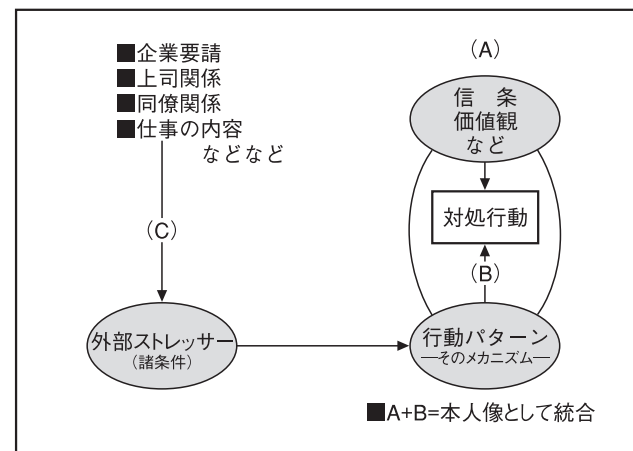 ■企業要請
■上司関係
■同僚関係
■仕事の内容
などなど
(A)
信 条
価値観
など
対処行動
(C)
(B)
外部ストレッサー
(諸条件)
行動パターン
―そのメカニズム―
■A+B=本人像として統合